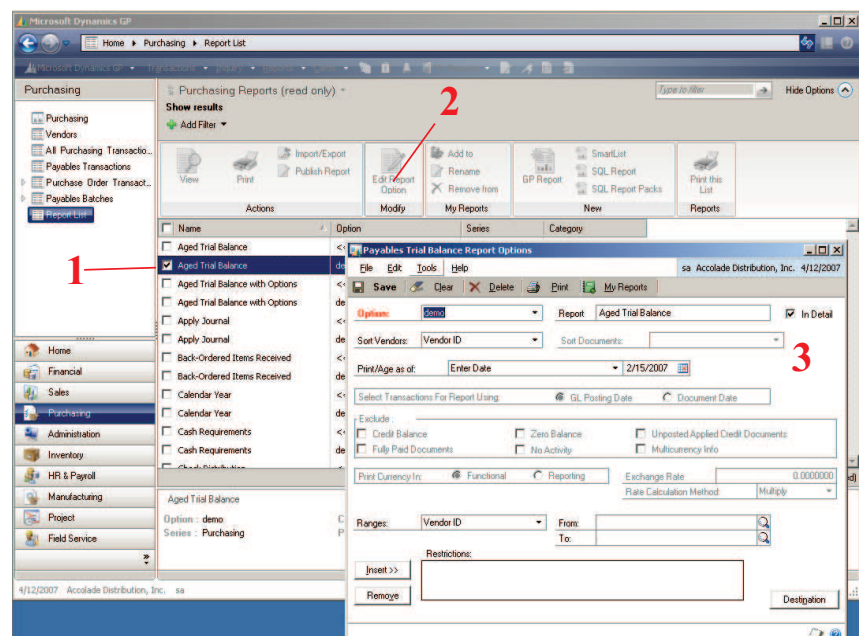 Microsoft Dynamics GP
Home Purchasing Report List
Microsoft Dynamics GP
Purchasing
Purchasing Reports (read only)
Type to filter
Hide Options
Show results
Add Filter
2
Purchasing
Vendors
All Purchasing Transactio...
Payables Transactions
Purchase Order Transact...
Payables Batches
Report List
View
Print
Import/Export
Publish Report
Actions
Edit Report Option
Modify
Add to
Rename
Remove from
My Reports
GP Report
SmartList
SQL Report
SQL Report Packs
New
Print this List
Reports
Name
Option
Series
Category
1
Aged Trial Balance
Aged Trial Balance
Aged Trial Balance with Options
Aged Trial Balance with Options
Apply Journal
Apply Journal
Back-Ordered Items Received
Back-Ordered Items Received
Calendar Year
Calendar Year
Cash Requirements
Cash Requirements
Home
Financial
Sales
Purchasing
Administration
Inventory
HR & Payroll
Manufacturing
Project
Field Service
Aged Trial Balance
Option : demo
Series : Purchasing
4/12/2007 Accolade Distribution, Inc. sa
Payables Trial Balance Report Options
File Edit Tools Help
sa Accolade Distribution, Inc. 4/12/2007
Save Clear Delete Print My Reports
Option: demo
Report Aged Trial Balance
In Detail
Sort Vendors: Vendor ID
Sort Documents:
3
Print/Age as of: Enter Date 2/15/2007
Select Transactions For Report Using: GL Posting Date Document Date
Exclude :
Credit Balance Zero Balance Unposted Applied Credit Documents
Fully Paid Documents No Activity Multicurrency Info
Print Currency In: Functional Reporting
Exchange Rate 0.0000000
Rate Calculation Method: Multiply
Ranges: Vendor ID From:
To:
Restrictions:
Insert >>
Remove
Destination